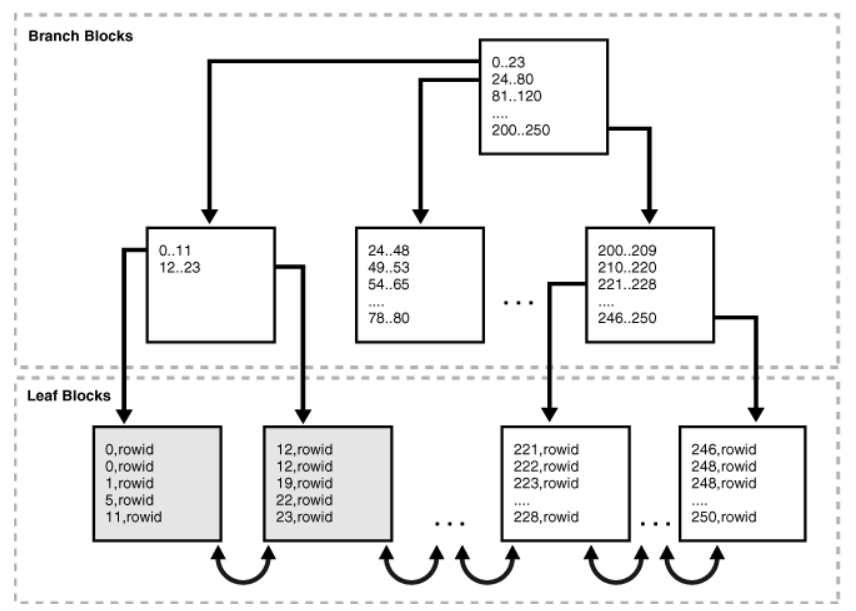 Branch Blocks
0..23
24..80
81..120
....
200..250
0..11
12..23
24..48
49..53
54..65
....
78..80
...
200..209
210..220
221..228
....
246..250
Leaf Blocks
0,rowid
0,rowid
1,rowid
5,rowid
11,rowid
12,rowid
12,rowid
19,rowid
22,rowid
23,rowid
...
221,rowid
222,rowid
223,rowid
....
228,rowid
...
246,rowid
248,rowid
248,rowid
....
250,rowid